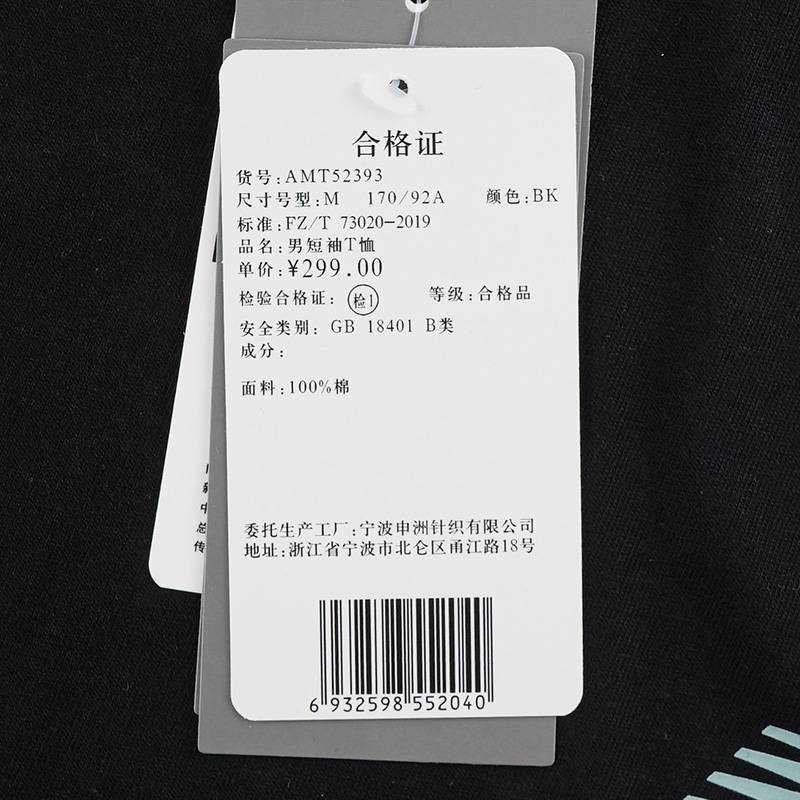 合格证
货号:AMT52393
尺寸号型:M 170/92A 颜色:BK
标准:FZ/T 73020-2019
品名:男短袖T恤
单价:¥299.00
检验合格证: 检1 等级:合格品
安全类别: GB 18401 B类
成分:
面料:100%棉
委托生产工厂:宁波申洲针织有限公司
地址:浙江省宁波市北仑区甬江路18号
6 932598 552040